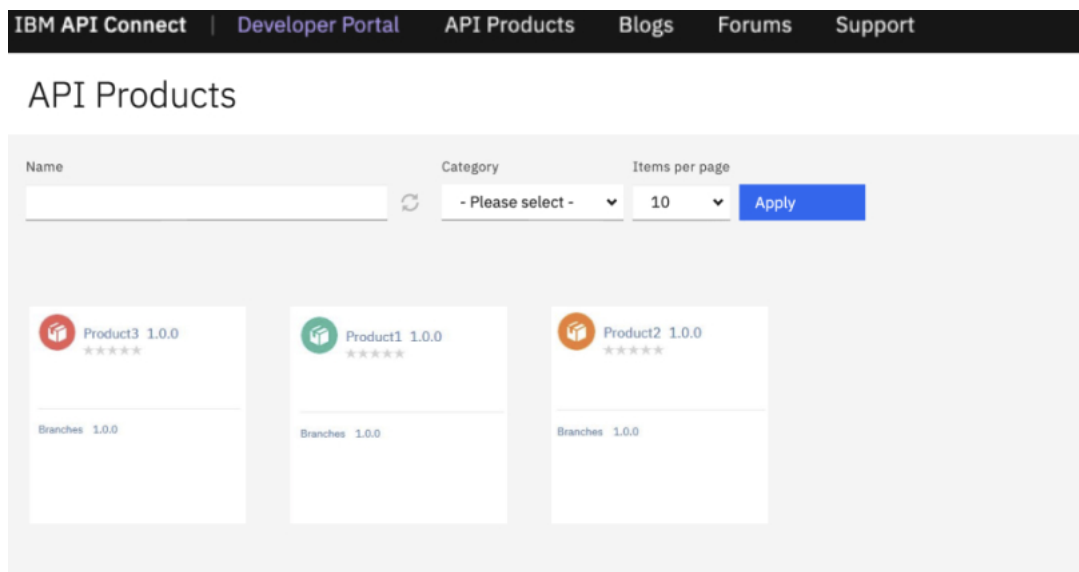 IBM API Connect | Developer Portal API Products Blogs Forums Support
API Products
Name Category Items per page
- Please select - 10 Apply
Product3 1.0.0 Product1 1.0.0 Product2 1.0.0
Branches 1.0.0 Branches 1.0.0 Branches 1.0.0